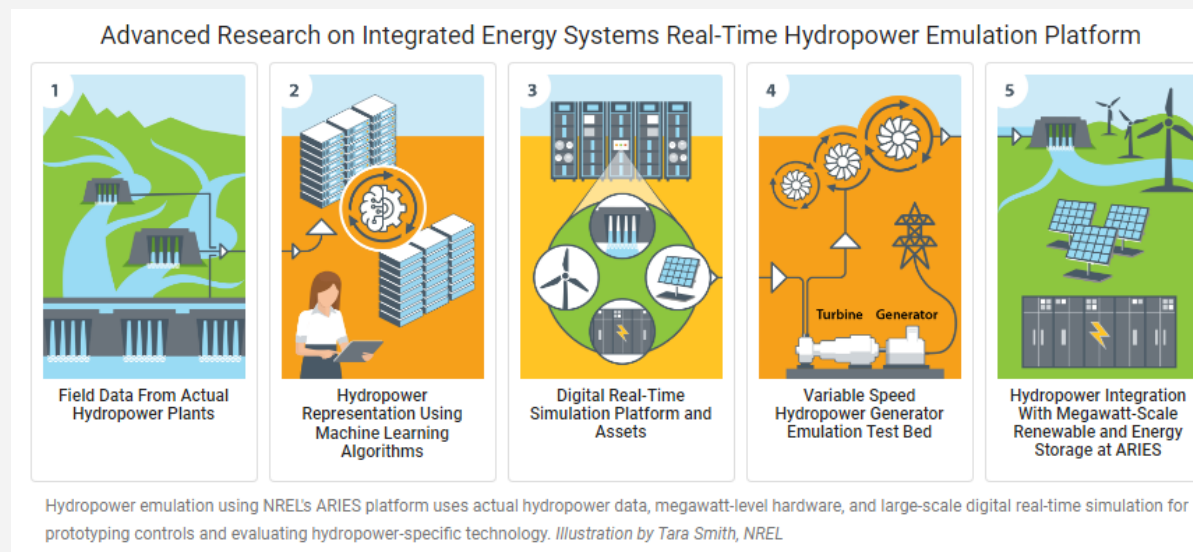 Advanced Research on Integrated Energy Systems Real-Time Hydropower Emulation Platform
1
Field Data From Actual
Hydropower Plants
2
Hydropower
Representation Using
Machine Learning
Algorithms
3
Digital Real-Time
Simulation Platform and
Assets
4
Turbine Generator
Variable Speed
Hydropower Generator
Emulation Test Bed
5
Hydropower Integration
With Megawatt-Scale
Renewable and Energy
Storage at ARIES
Hydropower emulation using NREL's ARIES platform uses actual hydropower data, megawatt-level hardware, and large-scale digital real-time simulation for
prototyping controls and evaluating hydropower-specific technology. Illustration by Tara Smith, NREL